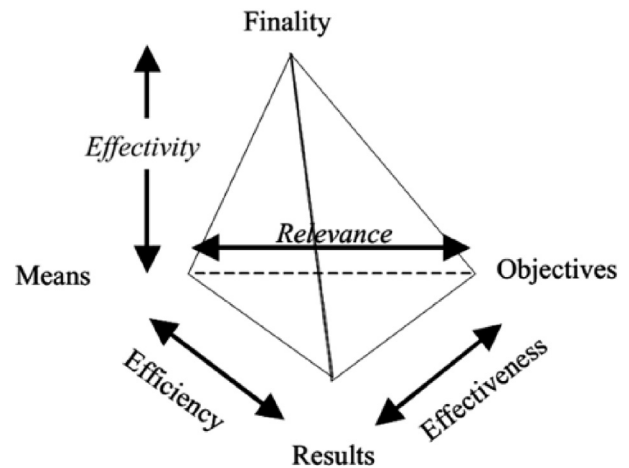 Finality
Effectivity
Relevance
Means
Objectives
Efficiency
Effectiveness
Results